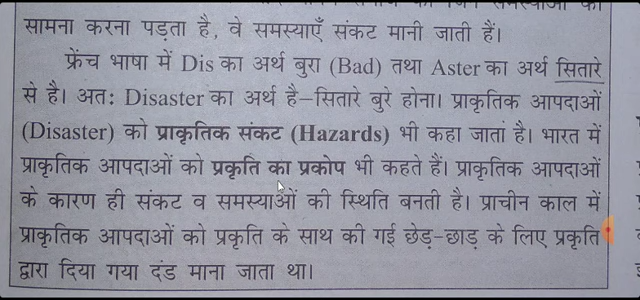 सामना करना पड़ता है, वे समस्याएँ संकट मानी जाती हैं।
फ्रेंच भाषा में Dis का अर्थ बुरा (Bad) तथा Aster का अर्थ सितारे
से है। अतः Disaster का अर्थ है–सितारे बुरे होना। प्राकृतिक आपदाओं
(Disaster) को प्राकृतिक संकट (Hazards) भी कहा जाता है। भारत में
प्राकृतिक आपदाओं को प्रकृति का प्रकोप भी कहते हैं। प्राकृतिक आपदाओं
के कारण ही संकट व समस्याओं की स्थिति बनती है। प्राचीन काल में
प्राकृतिक आपदाओं को प्रकृति के साथ की गई छेड़-छाड़ के लिए प्रकृति
द्वारा दिया गया दंड माना जाता था।